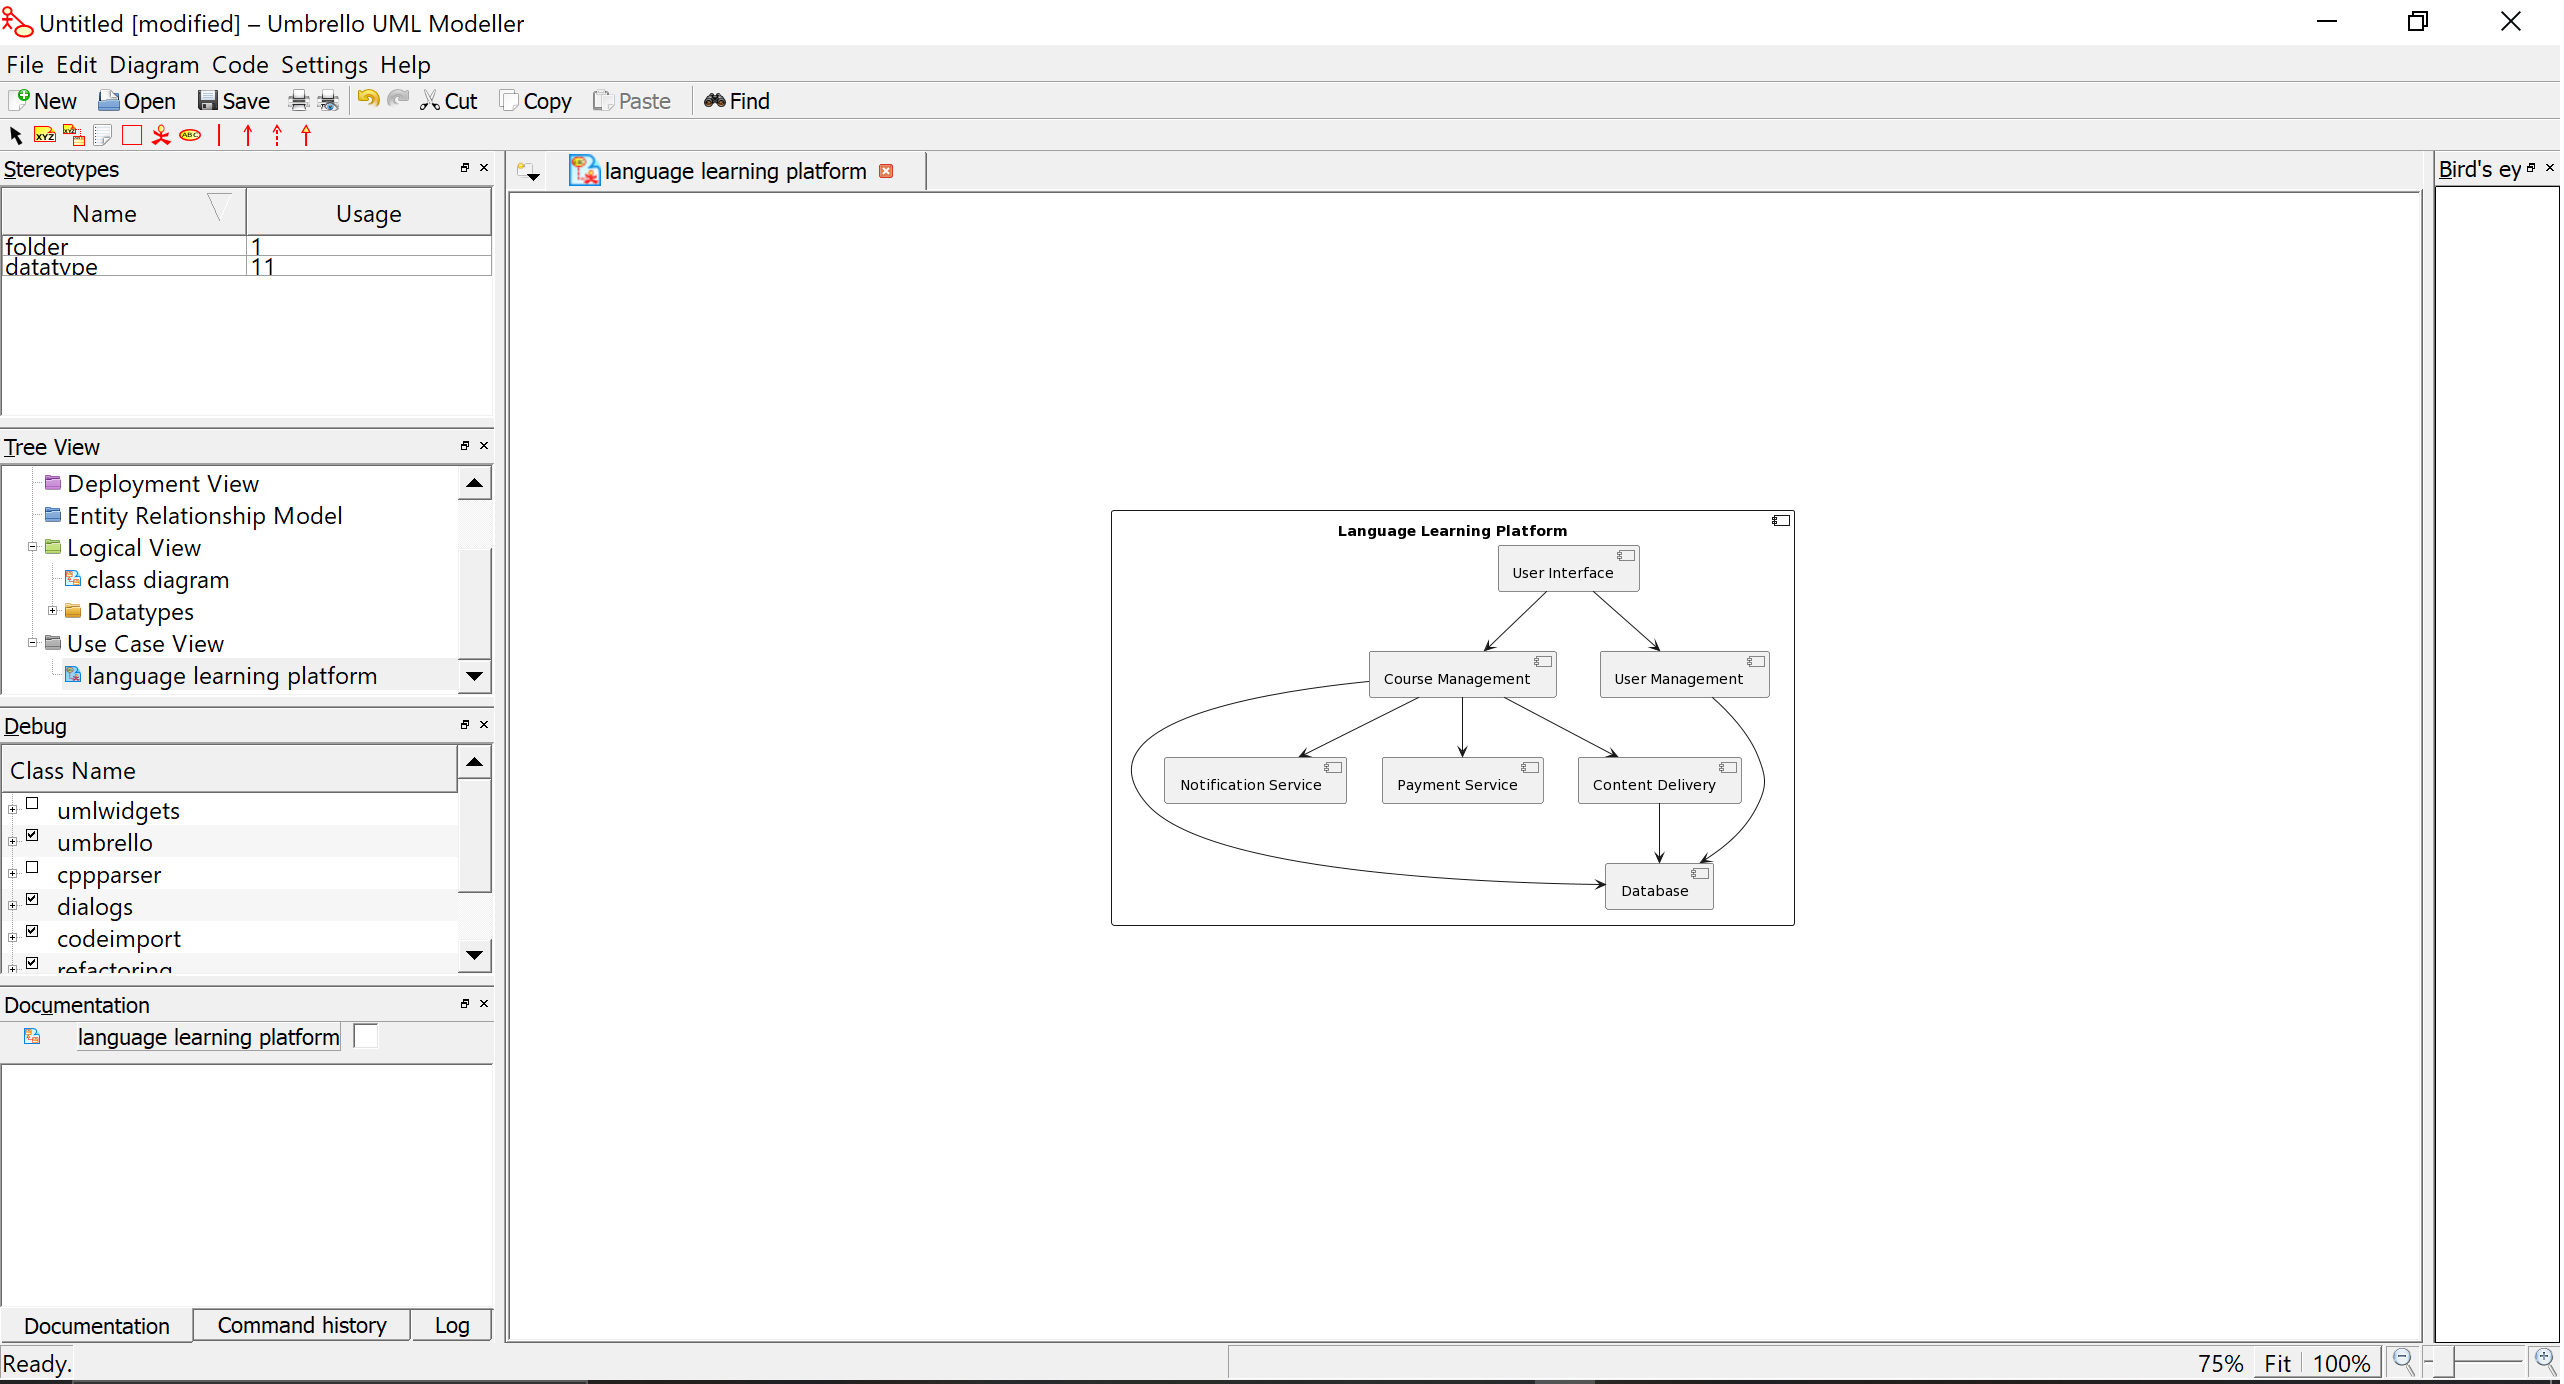 Untitled [modified] – Umbrello UML Modeller
File Edit Diagram Code Settings Help
New Open Save Cut Copy Paste Find
XYZ XYZ ABC
Stereotypes
Name Usage
folder 1
datatype 11
Tree View
Deployment View
Entity Relationship Model
Logical View
class diagram
Datatypes
Use Case View
language learning platform
Debug
Class Name
umlwidgets
umbrello
cppparser
dialogs
codeimport
refactoring
Documentation
language learning platform
Documentation Command history Log
Ready.
language learning platform
Language Learning Platform
User Interface
Course Management User Management
Notification Service Payment Service Content Delivery
Database
Bird's ey
75% Fit 100%